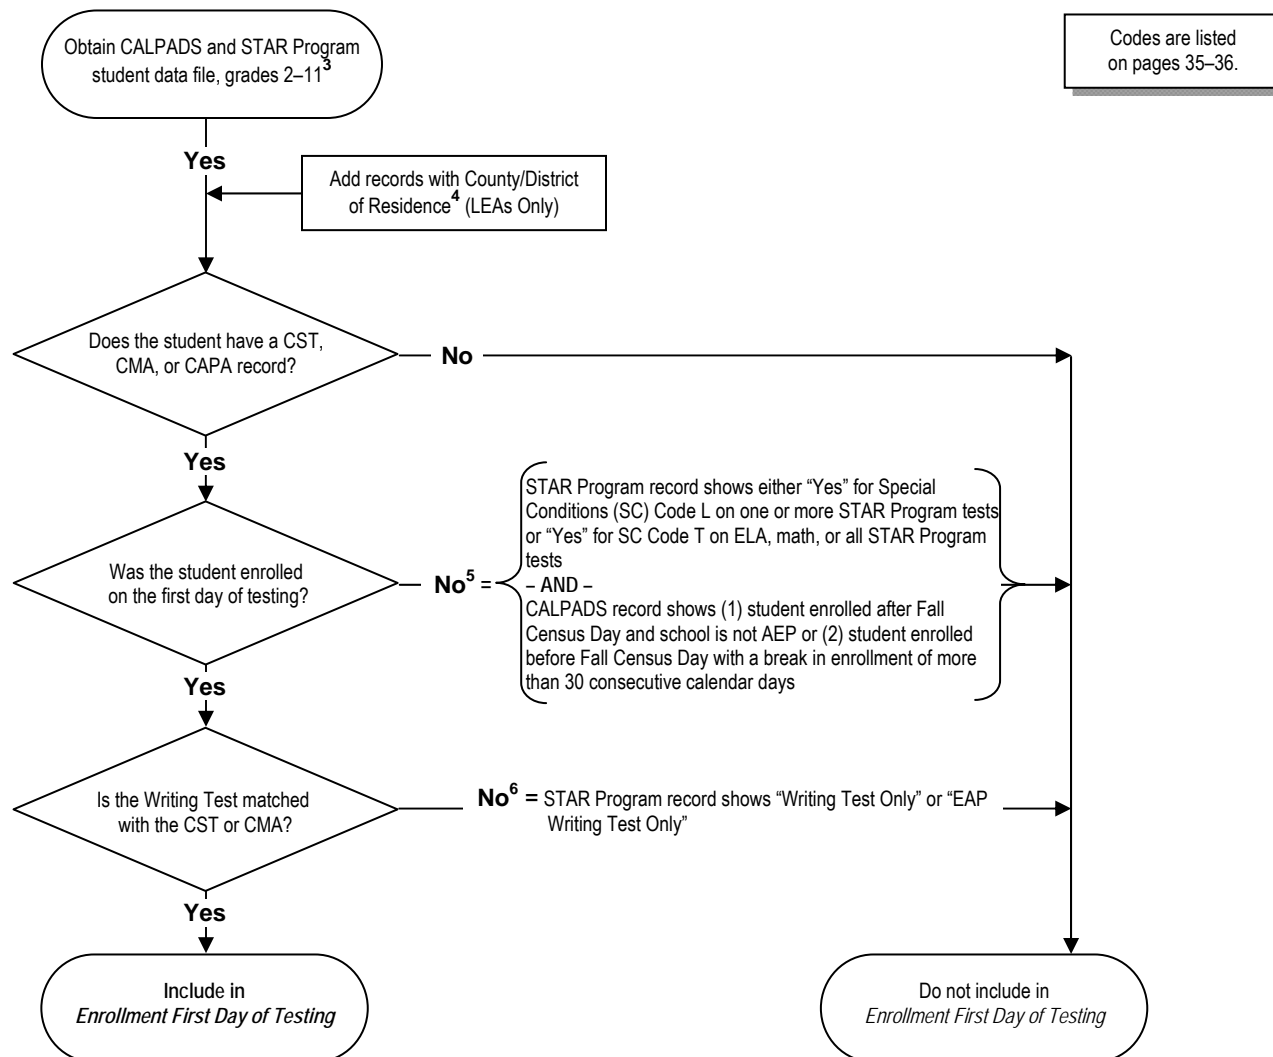 Obtain CALPADS and STAR Program
student data file, grades 2–11³
Codes are listed
on pages 35–36.
Yes
Add records with County/District
of Residence⁴ (LEAs Only)
Does the student have a CST,
CMA, or CAPA record?
No
Yes
STAR Program record shows either “Yes” for Special
Conditions (SC) Code L on one or more STAR Program tests
or “Yes” for SC Code T on ELA, math, or all STAR Program
tests
– AND –
CALPADS record shows (1) student enrolled after Fall
Census Day and school is not AEP or (2) student enrolled
before Fall Census Day with a break in enrollment of more
than 30 consecutive calendar days
Was the student enrolled
on the first day of testing?
No⁵ =
Yes
Is the Writing Test matched
with the CST or CMA?
No⁶ = STAR Program record shows “Writing Test Only” or “EAP
Writing Test Only”
Yes
Include in
Enrollment First Day of Testing
Do not include in
Enrollment First Day of Testing